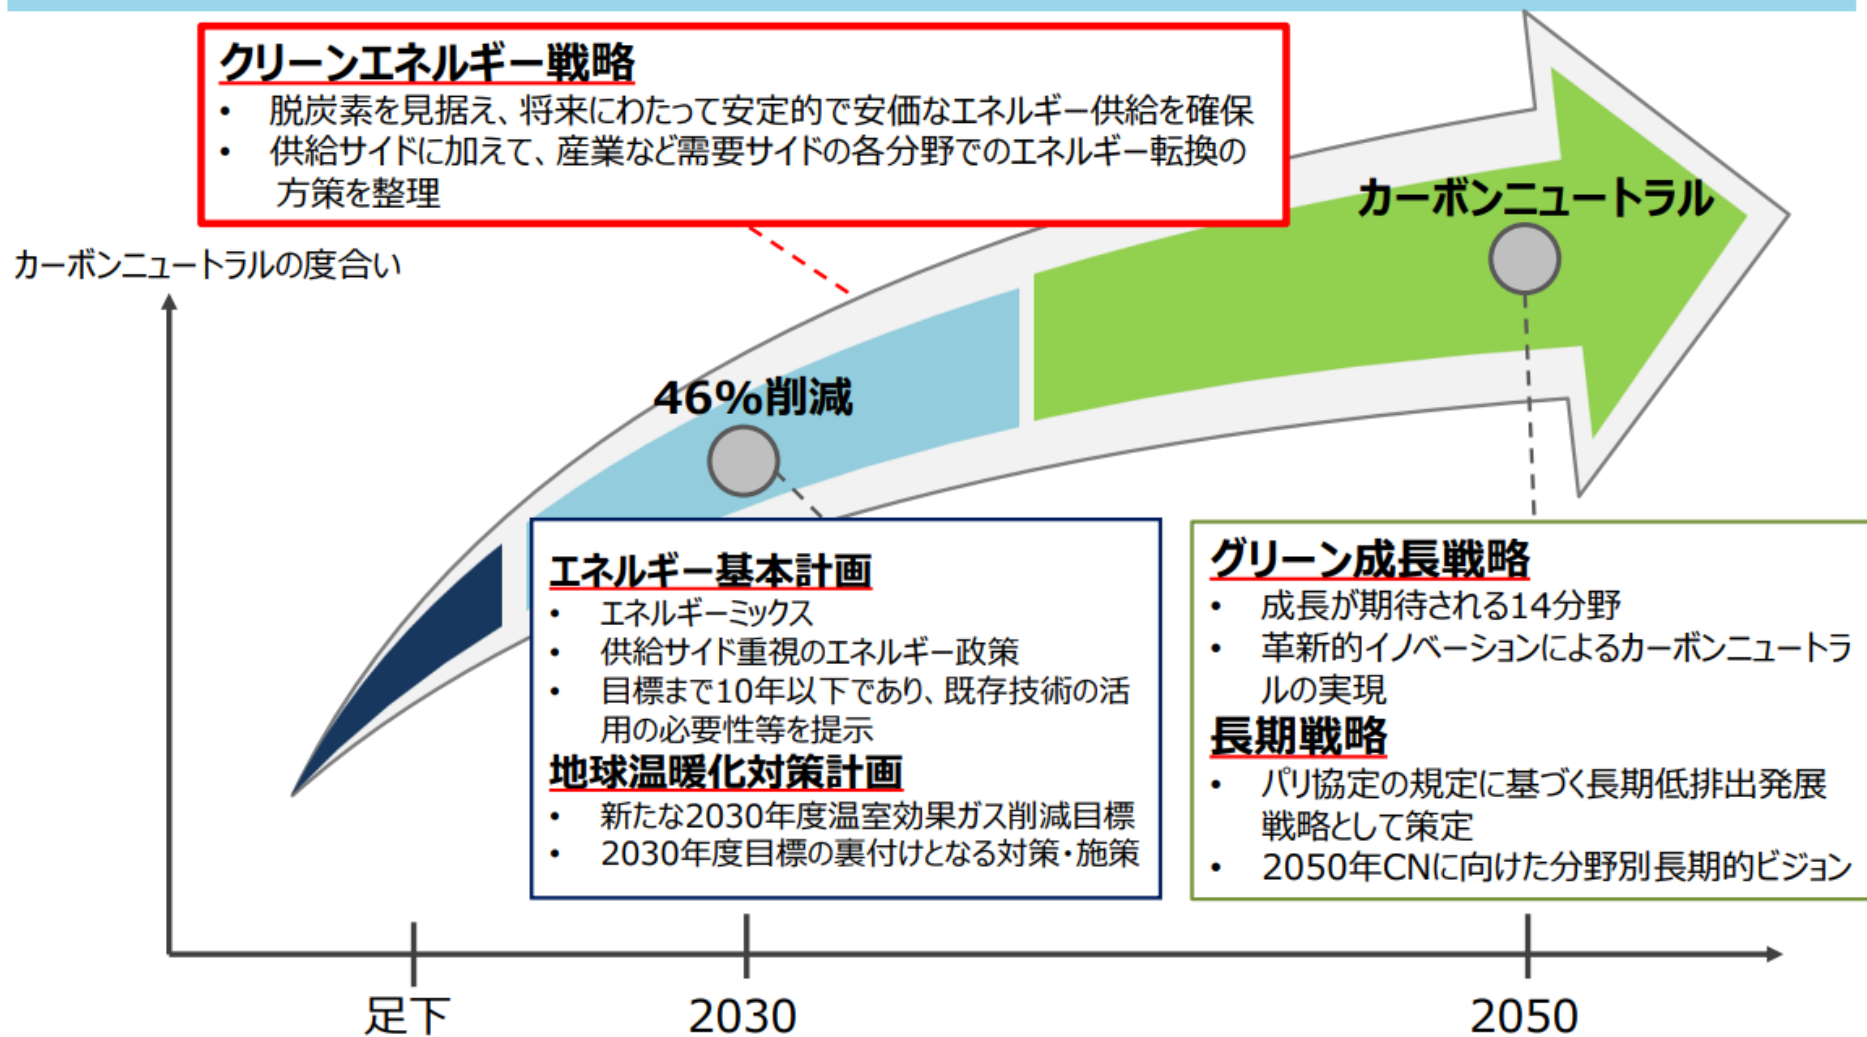 クリーンエネルギー戦略
• 脱炭素を見据え、将来にわたって安定的で安価なエネルギー供給を確保
• 供給サイドに加えて、産業など需要サイドの各分野でのエネルギー転換の
方策を整理
カーボンニュートラル
カーボンニュートラルの度合い
46%削減
エネルギー基本計画
• エネルギーミックス
• 供給サイド重視のエネルギー政策
• 目標まで10年以下であり、既存技術の活
用の必要性等を提示
地球温暖化対策計画
• 新たな2030年度温室効果ガス削減目標
• 2030年度目標の裏付けとなる対策・施策
グリーン成長戦略
• 成長が期待される14分野
• 革新的イノベーションによるカーボンニュートラ
ルの実現
長期戦略
• パリ協定の規定に基づく長期低排出発展
戦略として策定
• 2050年CNに向けた分野別長期的ビジョン
足下
2030
2050